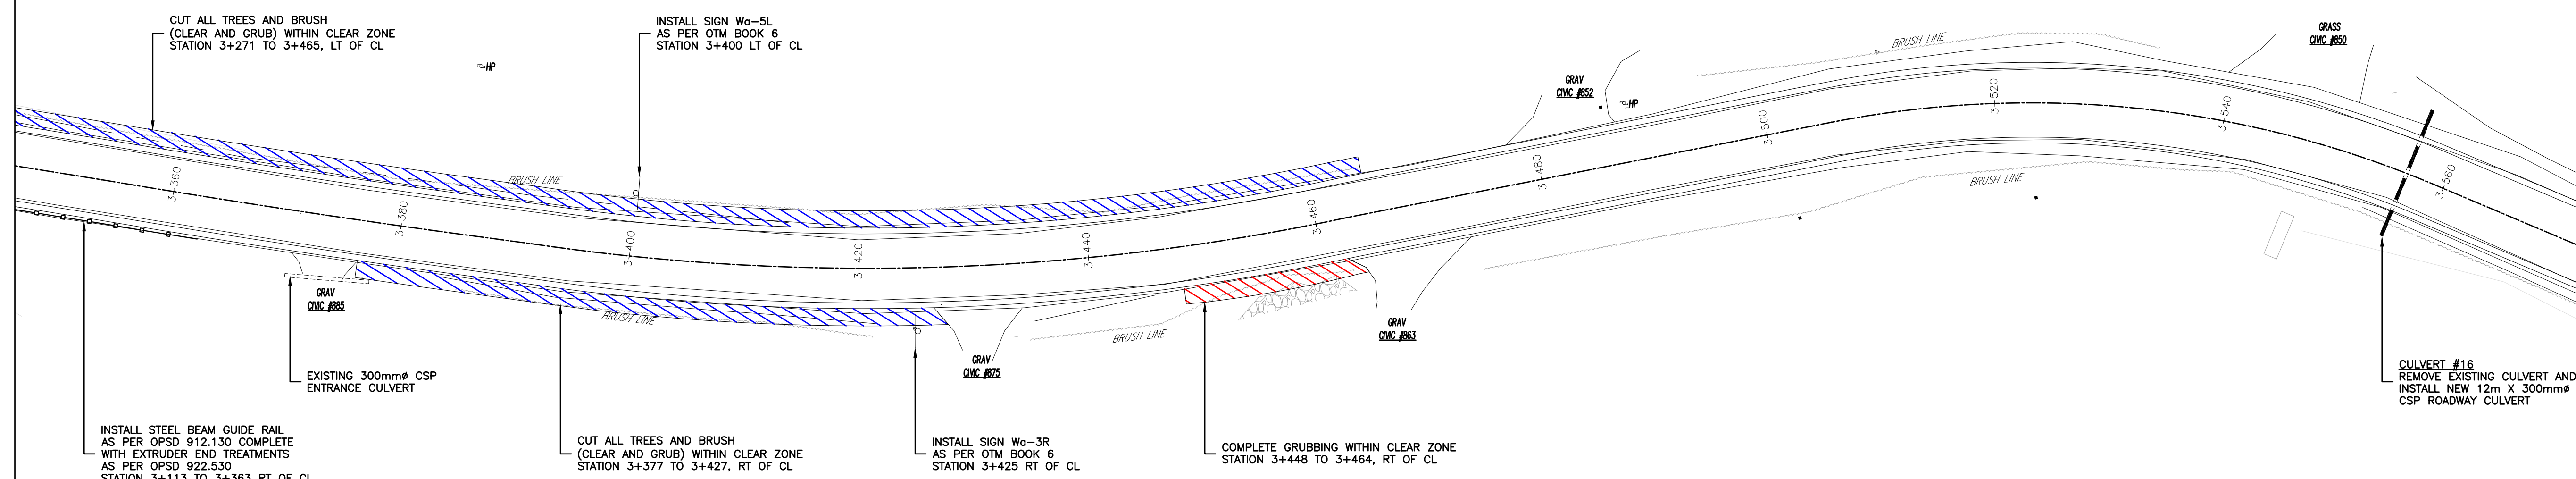 CUT ALL TREES AND BRUSH
(CLEAR AND GRUB) WITHIN CLEAR ZONE
STATION 3+271 TO 3+465, LT OF CL
INSTALL SIGN Wa-5L
AS PER OTM BOOK 6
STATION 3+400 LT OF CL
HP
BRUSH LINE
GRAV
CIVIC #852
HP
BRUSH LINE
GRASS
CIVIC #850
3+360
3+380
3+400
3+420
3+440
3+460
3+480
3+500
3+520
3+540
3+560
BRUSH LINE
BRUSH LINE
BRUSH LINE
GRAV
CIVIC #885
GRAV
CIVIC #875
GRAV
CIVIC #863
EXISTING 300mmø CSP
ENTRANCE CULVERT
INSTALL STEEL BEAM GUIDE RAIL
AS PER OPSD 912.130 COMPLETE
WITH EXTRUDER END TREATMENTS
AS PER OPSD 922.530
STATION 3+113 TO 3+363 RT OF CL
CUT ALL TREES AND BRUSH
(CLEAR AND GRUB) WITHIN CLEAR ZONE
STATION 3+377 TO 3+427, RT OF CL
INSTALL SIGN Wa-3R
AS PER OTM BOOK 6
STATION 3+425 RT OF CL
COMPLETE GRUBBING WITHIN CLEAR ZONE
STATION 3+448 TO 3+464, RT OF CL
CULVERT #16
REMOVE EXISTING CULVERT AND
INSTALL NEW 12m X 300mmø
CSP ROADWAY CULVERT